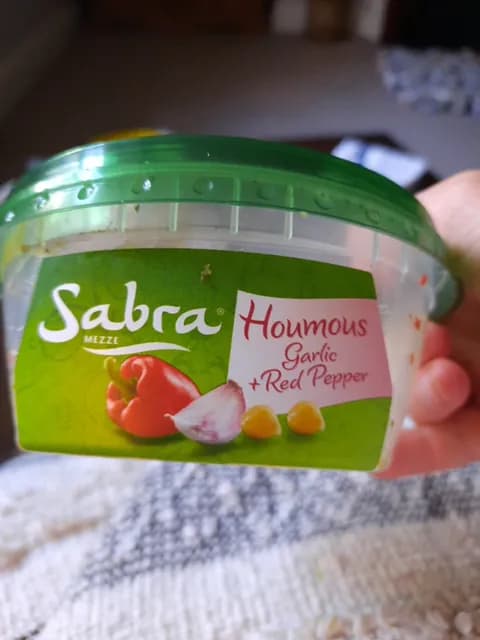 Sabra®
MEZZE
Houmous
Garlic
+Red Pepper